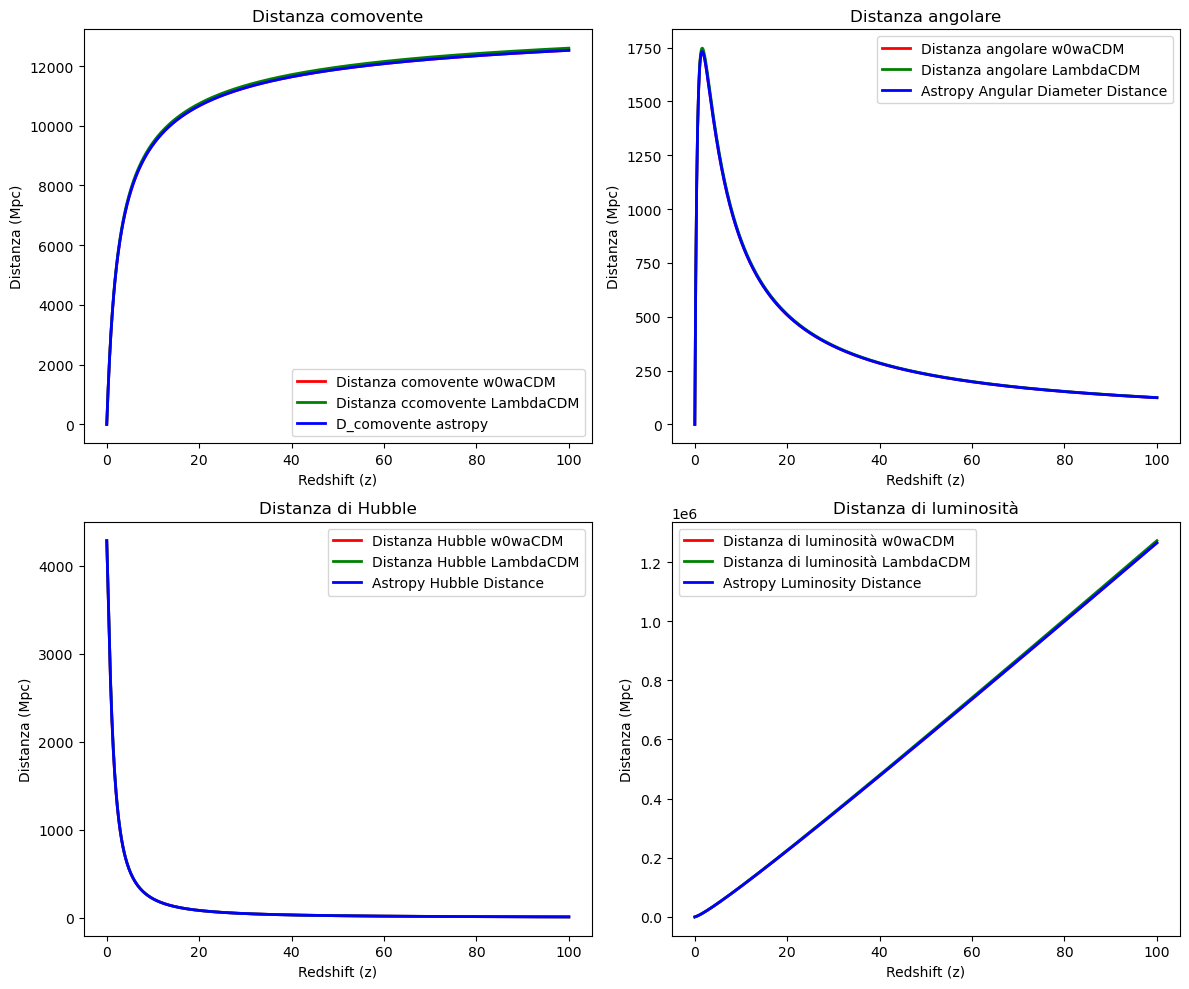 Distanza comovente
Distanza (Mpc)
12000
10000
8000
6000
4000
2000
0
Distanza comovente w0waCDM
Distanza ccomovente LambdaCDM
D_comovente astropy
0 20 40 60 80 100
Redshift (z)
Distanza angolare
Distanza (Mpc)
1750
1500
1250
1000
750
500
250
0
Distanza angolare w0waCDM
Distanza angolare LambdaCDM
Astropy Angular Diameter Distance
0 20 40 60 80 100
Redshift (z)
Distanza di Hubble
Distanza (Mpc)
4000
3000
2000
1000
0
Distanza Hubble w0waCDM
Distanza Hubble LambdaCDM
Astropy Hubble Distance
0 20 40 60 80 100
Redshift (z)
Distanza di luminosità
1e6
Distanza (Mpc)
1.2
1.0
0.8
0.6
0.4
0.2
0.0
Distanza di luminosità w0waCDM
Distanza di luminosità LambdaCDM
Astropy Luminosity Distance
0 20 40 60 80 100
Redshift (z)